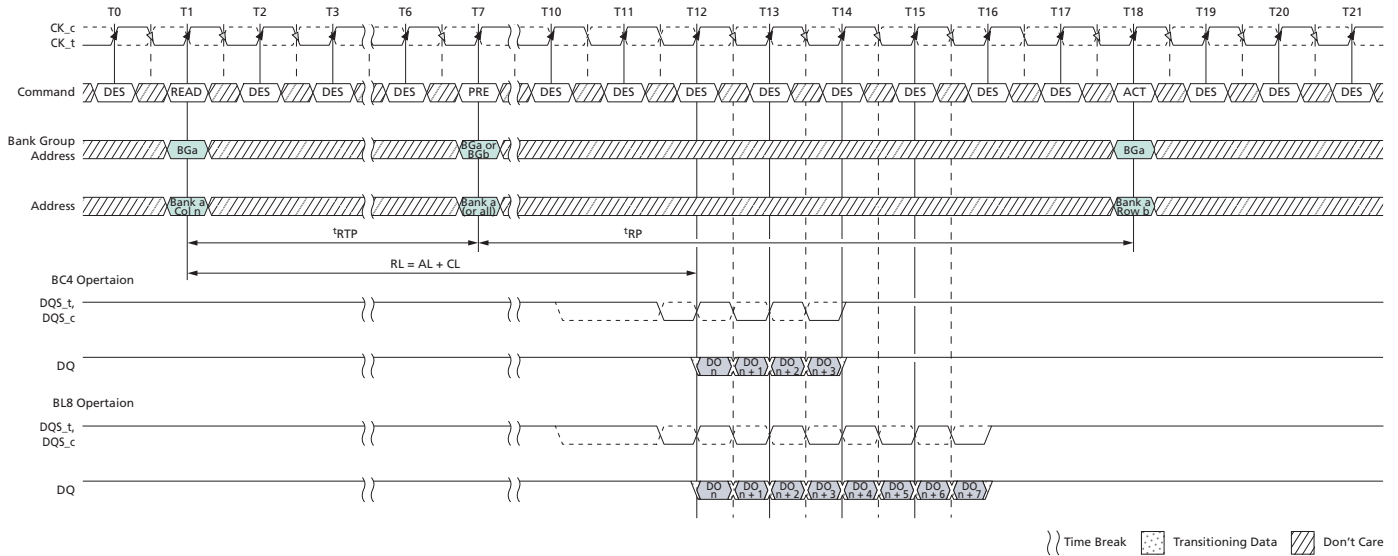 T0 T1 T2 T3 T6 T7 T10 T11 T12 T13 T14 T15 T16 T17 T18 T19 T20 T21
CK_c
CK_t
Command DES READ DES DES DES PRE DES DES DES DES DES DES DES DES ACT DES DES DES
Bank Group
Address
BGa
BGa or
BGb
BGa
Address
Bank a
Col n
Bank a
(or all)
Bank a
Row b
tRTP
tRP
RL = AL + CL
BC4 Opertaion
DQS_t,
DQS_c
DQ
DO
n
DO
n + 1
DO
n + 2
DO
n + 3
BL8 Opertaion
DQS_t,
DQS_c
DQ
DO
n
DO
n + 1
DO
n + 2
DO
n + 3
DO
n + 4
DO
n + 5
DO
n + 6
DO
n + 7
Time Break Transitioning Data Don't Care